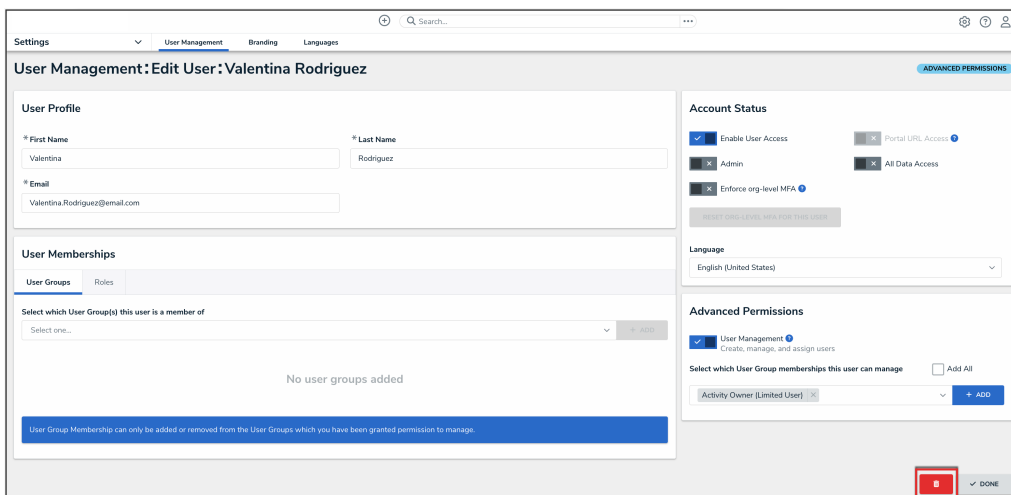 Search...
Settings
User Management
Branding
Languages
User Management:Edit User:Valentina Rodriguez
ADVANCED PERMISSIONS
User Profile
*First Name
*Last Name
Valentina
Rodriguez
*Email
Valentina.Rodriguez@email.com
User Memberships
User Groups
Roles
Select which User Group(s) this user is a member of
Select one...
+ ADD
No user groups added
User Group Membership can only be added or removed from the User Groups which you have been granted permission to manage.
Account Status
Enable User Access
Portal URL Access
Admin
All Data Access
Enforce org-level MFA
RESET ORG-LEVEL MFA FOR THIS USER
Language
English (United States)
Advanced Permissions
User Management
Create, manage, and assign users
Select which User Group memberships this user can manage
Add All
Activity Owner (Limited User)
+ ADD
DONE